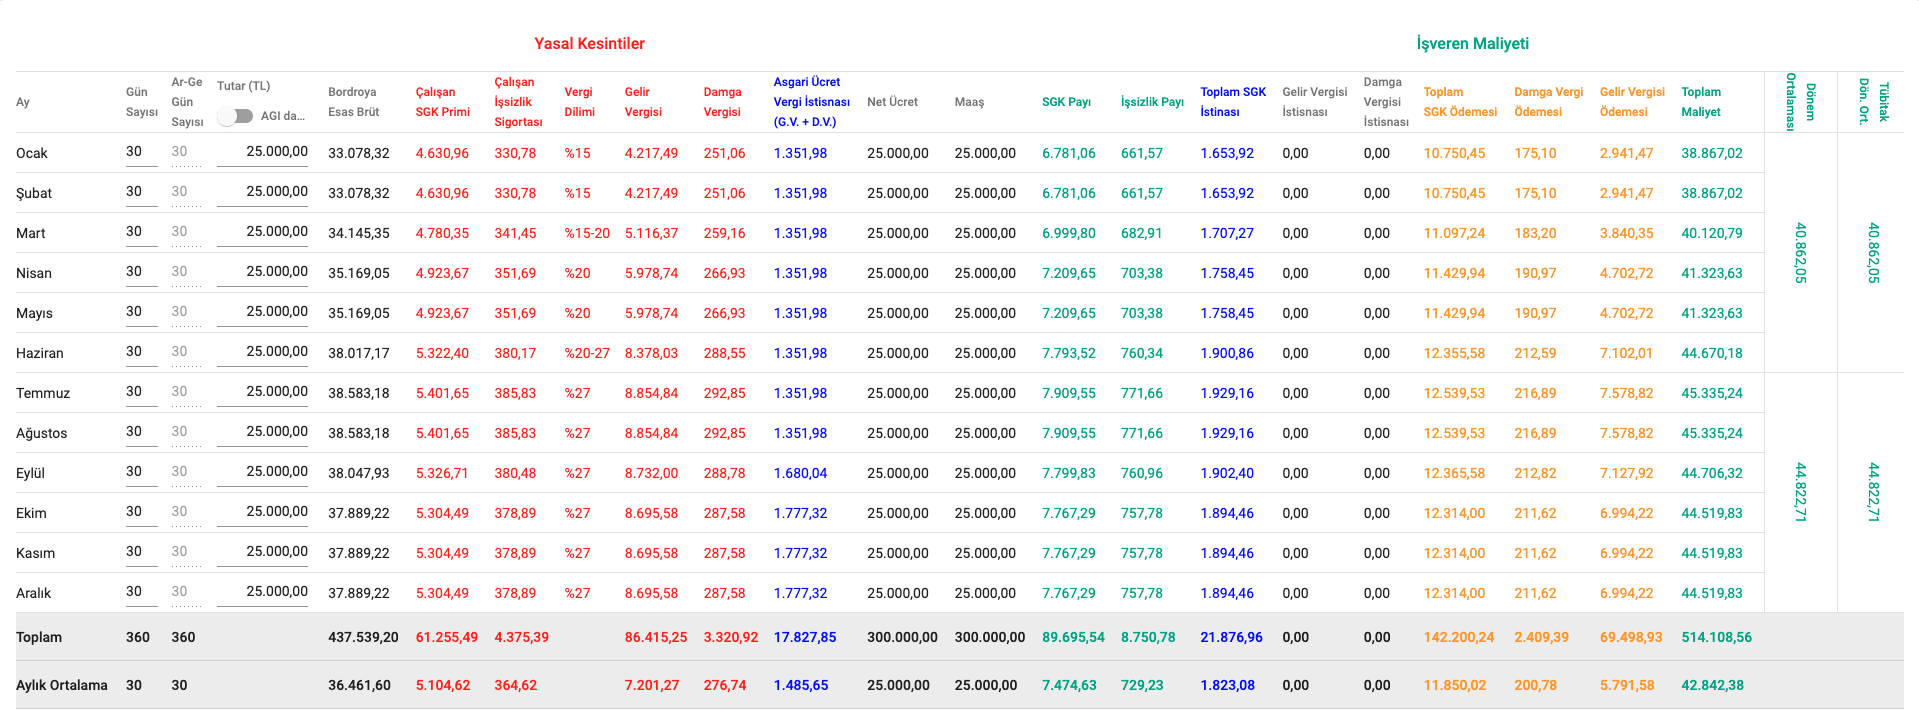 Yasal Kesintiler İşveren Maliyeti
Ay Gün Sayısı Ar-Ge Gün Sayısı Tutar (TL) AGI da... Bordroya Esas Brüt Çalışan SGK Primi Çalışan İşsizlik Sigortası Vergi Dilimi Gelir Vergisi Damga Vergisi Asgari Ücret Vergi İstisnası (G.V. + D.V.) Net Ücret Maaş SGK Payı İşsizlik Payı Toplam SGK İstinası Gelir Vergisi İstisnası Damga Vergisi İstisnası Toplam SGK Ödemesi Damga Vergi Ödemesi Gelir Vergisi Ödemesi Toplam Maliyet Dönem Ortalaması Tübitak Dön. Ort.
Ocak 30 30 25.000,00 33.078,32 4.630,96 330,78 %15 4.217,49 251,06 1.351,98 25.000,00 25.000,00 6.781,06 661,57 1.653,92 0,00 0,00 10.750,45 175,10 2.941,47 38.867,02
Şubat 30 30 25.000,00 33.078,32 4.630,96 330,78 %15 4.217,49 251,06 1.351,98 25.000,00 25.000,00 6.781,06 661,57 1.653,92 0,00 0,00 10.750,45 175,10 2.941,47 38.867,02
Mart 30 30 25.000,00 34.145,35 4.780,35 341,45 %15-20 5.116,37 259,16 1.351,98 25.000,00 25.000,00 6.999,80 682,91 1.707,27 0,00 0,00 11.097,24 183,20 3.840,35 40.120,79
40.862,05 40.862,05
Nisan 30 30 25.000,00 35.169,05 4.923,67 351,69 %20 5.978,74 266,93 1.351,98 25.000,00 25.000,00 7.209,65 703,38 1.758,45 0,00 0,00 11.429,94 190,97 4.702,72 41.323,63
Mayıs 30 30 25.000,00 35.169,05 4.923,67 351,69 %20 5.978,74 266,93 1.351,98 25.000,00 25.000,00 7.209,65 703,38 1.758,45 0,00 0,00 11.429,94 190,97 4.702,72 41.323,63
Haziran 30 30 25.000,00 38.017,17 5.322,40 380,17 %20-27 8.378,03 288,55 1.351,98 25.000,00 25.000,00 7.793,52 760,34 1.900,86 0,00 0,00 12.355,58 212,59 7.102,01 44.670,18
Temmuz 30 30 25.000,00 38.583,18 5.401,65 385,83 %27 8.854,84 292,85 1.351,98 25.000,00 25.000,00 7.909,55 771,66 1.929,16 0,00 0,00 12.539,53 216,89 7.578,82 45.335,24
Ağustos 30 30 25.000,00 38.583,18 5.401,65 385,83 %27 8.854,84 292,85 1.351,98 25.000,00 25.000,00 7.909,55 771,66 1.929,16 0,00 0,00 12.539,53 216,89 7.578,82 45.335,24
Eylül 30 30 25.000,00 38.047,93 5.326,71 380,48 %27 8.732,00 288,78 1.680,04 25.000,00 25.000,00 7.799,83 760,96 1.902,40 0,00 0,00 12.365,58 212,82 7.127,92 44.706,32
44.822,71 44.822,71
Ekim 30 30 25.000,00 37.889,22 5.304,49 378,89 %27 8.695,58 287,58 1.777,32 25.000,00 25.000,00 7.767,29 757,78 1.894,46 0,00 0,00 12.314,00 211,62 6.994,22 44.519,83
Kasım 30 30 25.000,00 37.889,22 5.304,49 378,89 %27 8.695,58 287,58 1.777,32 25.000,00 25.000,00 7.767,29 757,78 1.894,46 0,00 0,00 12.314,00 211,62 6.994,22 44.519,83
Aralık 30 30 25.000,00 37.889,22 5.304,49 378,89 %27 8.695,58 287,58 1.777,32 25.000,00 25.000,00 7.767,29 757,78 1.894,46 0,00 0,00 12.314,00 211,62 6.994,22 44.519,83
Toplam 360 360 437.539,20 61.255,49 4.375,39 86.415,25 3.320,92 17.827,85 300.000,00 300.000,00 89.695,54 8.750,78 21.876,96 0,00 0,00 142.200,24 2.409,39 69.498,93 514.108,56
Aylık Ortalama 30 30 36.461,60 5.104,62 364,62 7.201,27 276,74 1.485,65 25.000,00 25.000,00 7.474,63 729,23 1.823,08 0,00 0,00 11.850,02 200,78 5.791,58 42.842,38